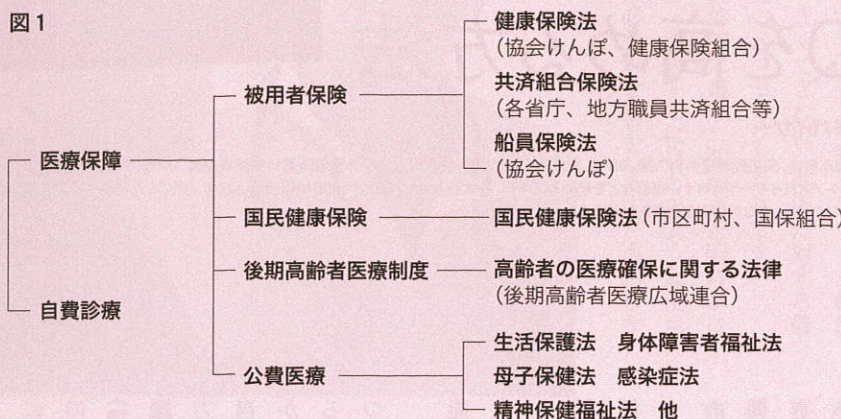 図1
医療保障
自費診療
被用者保険
健康保険法
(協会けんぽ、健康保険組合)
共済組合保険法
(各省庁、地方職員共済組合等)
船員保険法
(協会けんぽ)
国民健康保険
国民健康保険法(市区町村、国保組合)
後期高齢者医療制度
高齢者の医療確保に関する法律
(後期高齢者医療広域連合)
公費医療
生活保護法 身体障害者福祉法
母子保健法 感染症法
精神保健福祉法 他